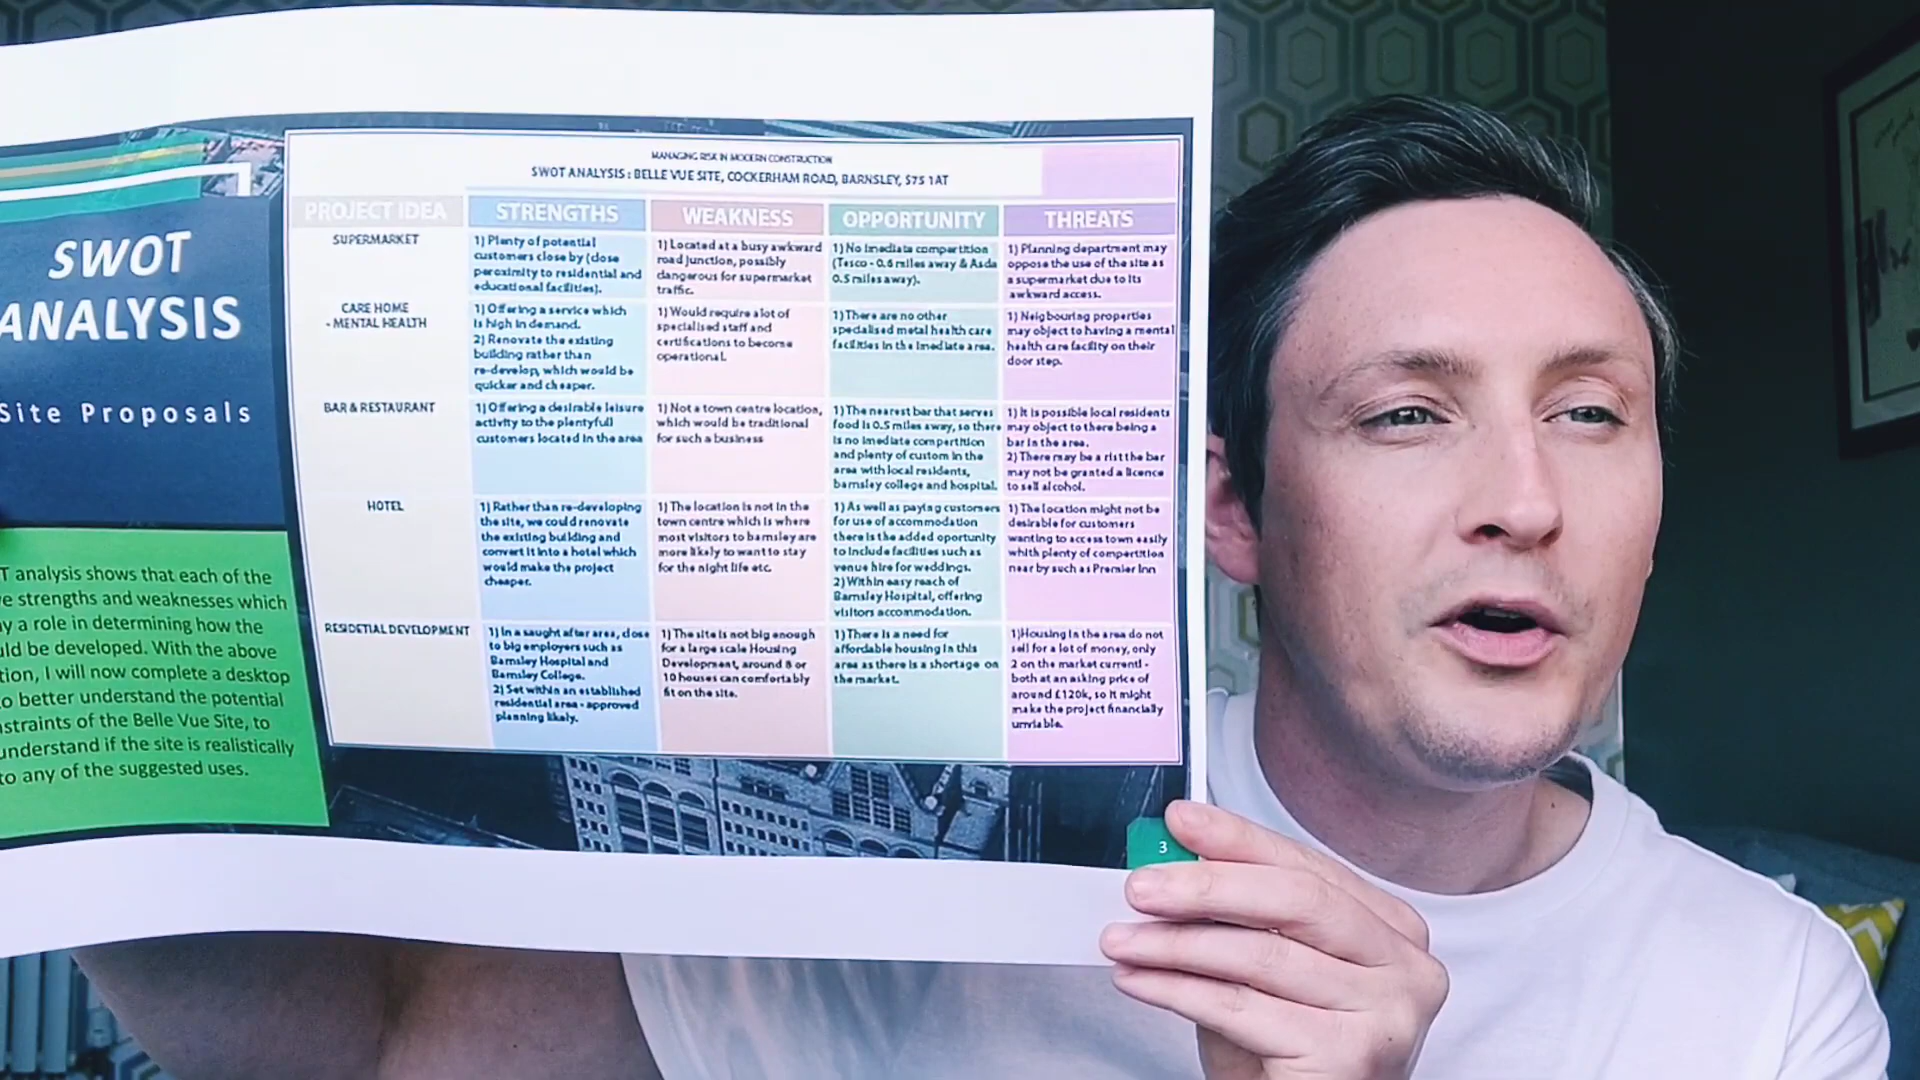 SWOT
ANALYSIS
Site Proposals
T analysis shows that each of the
e strengths and weaknesses which
y a role in determining how the
ld be developed. With the above
tion, I will now complete a desktop
o better understand the potential
nstraints of the Belle Vue Site, to
understand if the site is realistically
to any of the suggested uses.
MANAGING RISK IN MODERN CONSTRUCTION
SWOT ANALYSIS : BELLE VUE SITE, COCKERHAM ROAD, BARNSLEY, S75 1AT
PROJECT IDEA
STRENGTHS
WEAKNESS
OPPORTUNITY
THREATS
SUPERMARKET
1) Plenty of potential
customers close by (close
peroximity to residential and
educational facilities).
1) Located at a busy awkward
road junction, possibly
dangerous for supermarket
traffic.
1) No imediate compertition
(Tesco - 0.6 miles away & Asda
0.5 miles away).
1) Planning department may
oppose the use of the site as
a supermarket due to its
awkward access.
CARE HOME
- MENTAL HEALTH
1) Offering a service which
is high in demand.
2) Renovate the existing
building rather than
re-develop, which would be
quicker and cheaper.
1) Would require a lot of
specialised staff and
certifications to become
operational.
1) There are no other
specialised metal health care
facilities in the imediate area.
1) Neigbouring properties
may object to having a mental
health care facility on their
door step.
BAR & RESTAURANT
1) Offering a desirable leisure
activity to the plentyfull
customers located in the area
1) Not a town centre location,
which would be traditional
for such a business
1) The nearest bar that serves
food is 0.5 miles away, so there
is no imediate compertition
and plenty of custom in the
area with local residents,
barnsley college and hospital.
1) It is possible local residents
may object to there being a
bar in the area.
2) There may be a rist the bar
may not be granted a licence
to sell alcohol.
HOTEL
1) Rather than re-developing
the site, we could renovate
the existing building and
convert it into a hotel which
would make the project
cheaper.
1) The location is not in the
town centre which is where
most visitors to barnsley are
more likely to want to stay
for the night life etc.
1) As well as paying customers
for use of accommodation
there is the added oportunity
to include facilities such as
venue hire for weddings.
2) Within easy reach of
Barnsley Hospital, offering
visitors accommodation.
1) The location might not be
desirable for customers
wanting to access town easily
whith plenty of compertition
near by such as Premier Inn
RESIDETIAL DEVELOPMENT
1) In a saught after area, close
to big employers such as
Barnsley Hospital and
Barnsley College.
2) Set within an established
residential area - approved
planning likely.
1) The site is not big enough
for a large scale Housing
Development, around 8 or
10 houses can comfortably
fit on the site.
1) There is a need for
affordable housing in this
area as there is a shortage on
the market.
1)Housing in the area do not
sell for a lot of money, only
2 on the market currentl -
both at an asking price of
around £120k, so it might
make the project financially
unviable.
3